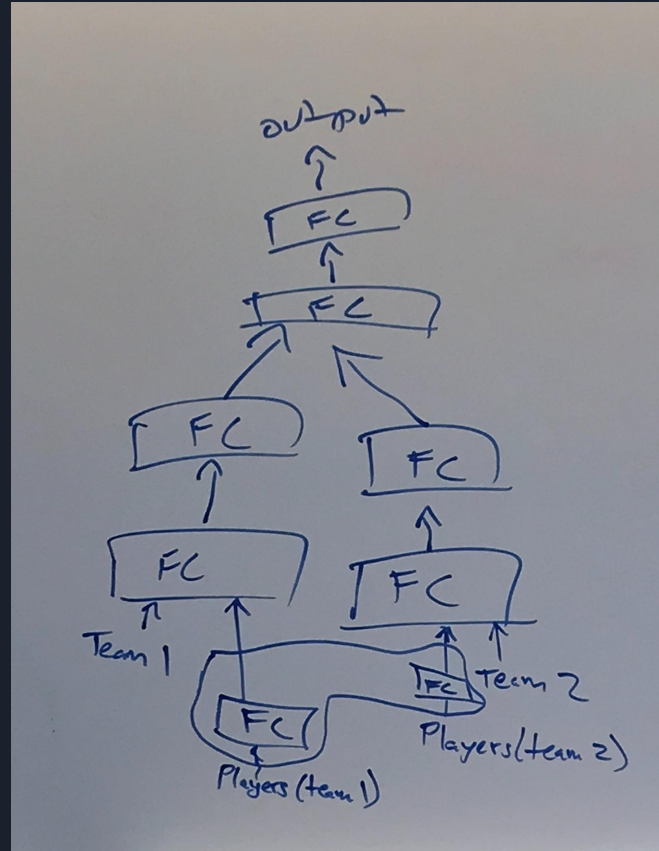 output
FC
FC
FC
FC
FC
FC
Team 1
FC
Team 2
FC
Players (team 2)
Players (team 1)